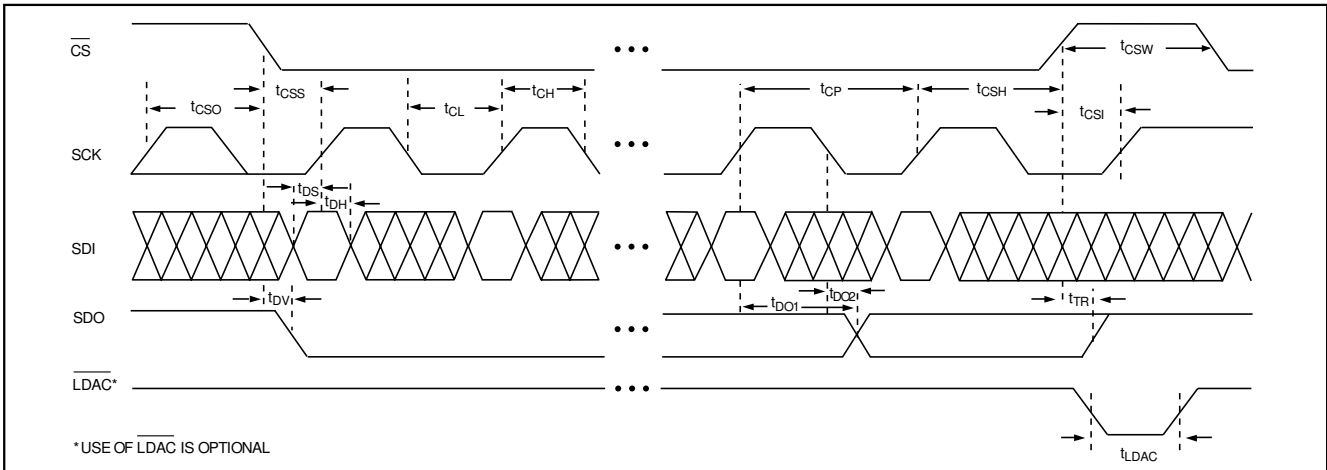 CS
tCSW
tCSO
tCSS
tCL
tCH
tCP
tCSH
tCSI
SCK
tDS
tDH
SDI
tDV
tDO2
tDO1
tTR
SDO
LDAC*
tLDAC
*USE OF LDAC IS OPTIONAL